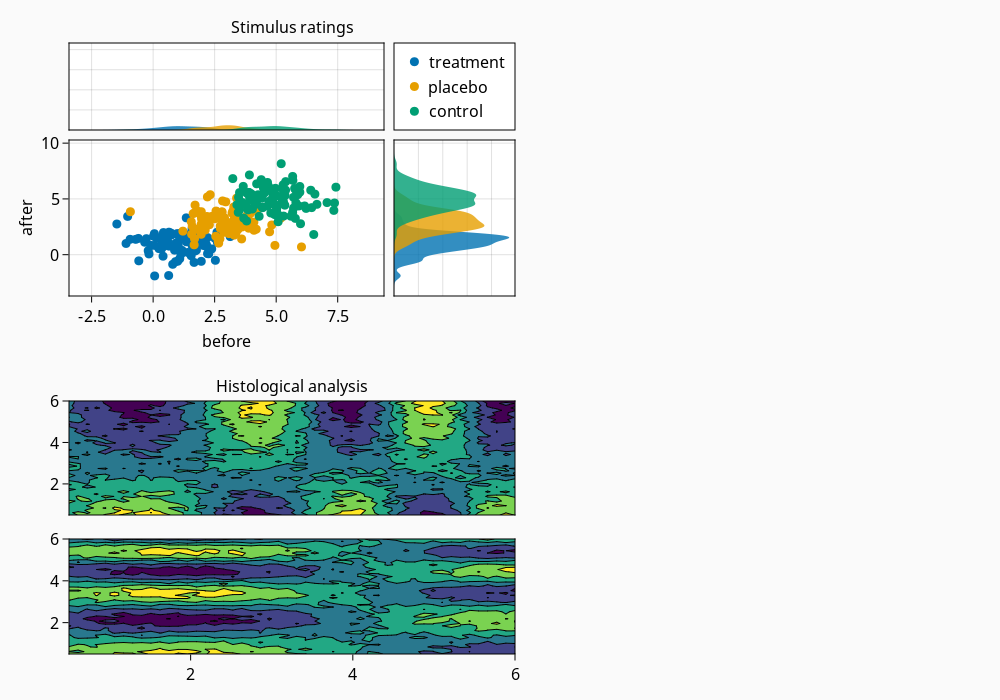 Stimulus ratings
treatment
placebo
control
10
5
0
after
-2.5 0.0 2.5 5.0 7.5
before
Histological analysis
6
4
2
6
4
2
2 4 6